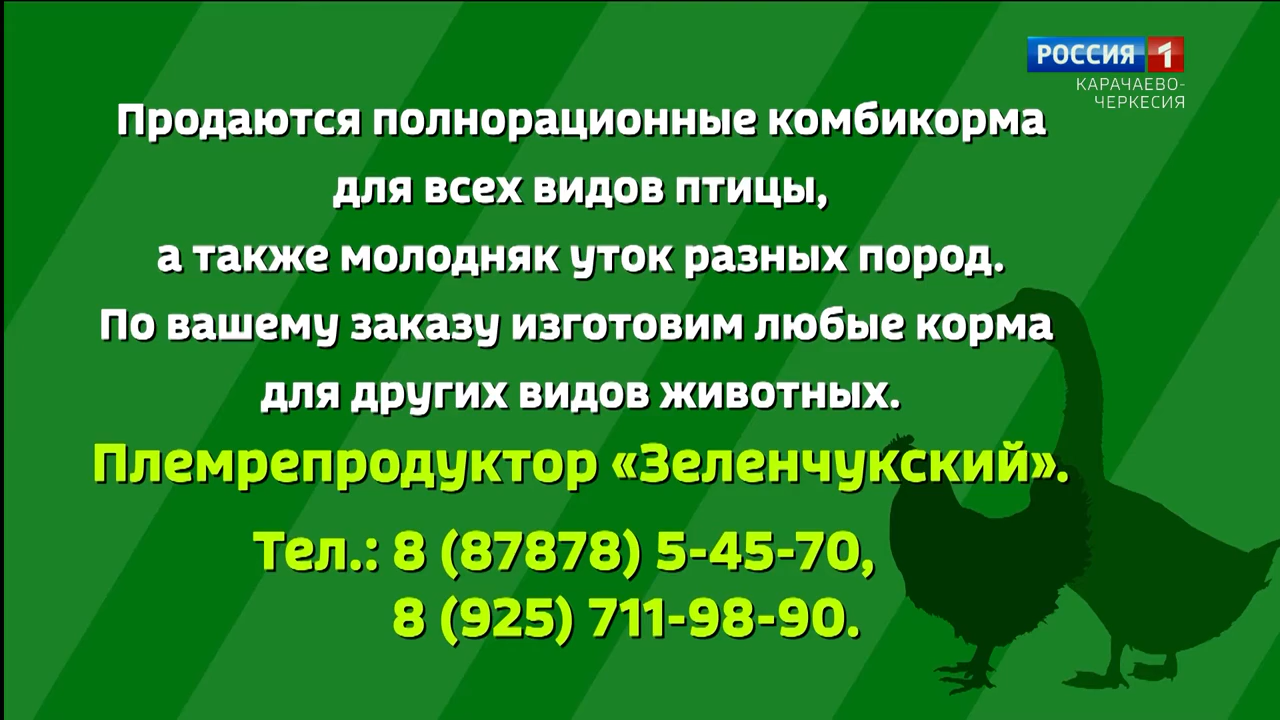 РОССИЯ 1
КАРАЧАЕВО-
ЧЕРКЕСИЯ
Продаются полнорационные комбикорма
для всех видов птицы,
а также молодняк уток разных пород.
По вашему заказу изготовим любые корма
для других видов животных.
Племрепродуктор «Зеленчукский».
Тел.: 8 (87878) 5-45-70,
8 (925) 711-98-90.